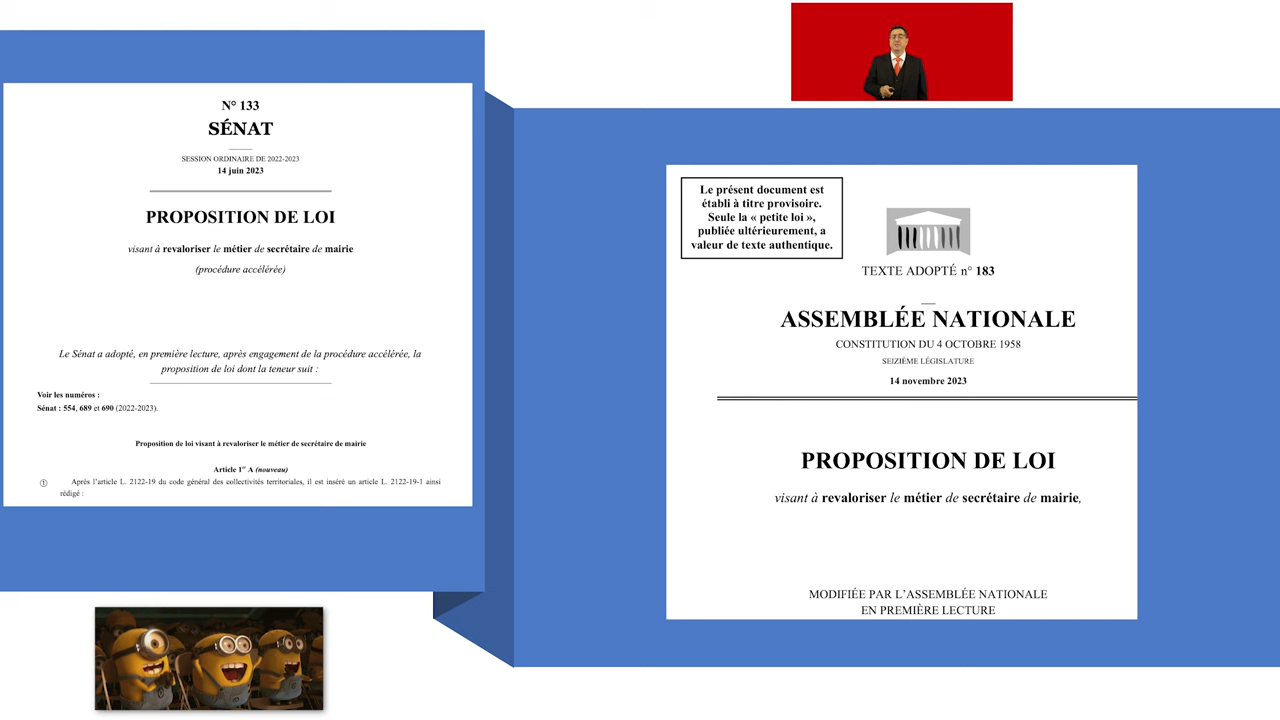 N° 133
SÉNAT
SESSION ORDINAIRE DE 2022-2023
14 juin 2023
PROPOSITION DE LOI
visant à revaloriser le métier de secrétaire de mairie
(procédure accélérée)
Le Sénat a adopté, en première lecture, après engagement de la procédure accélérée, la
proposition de loi dont la teneur suit :
Voir les numéros :
Sénat : 554, 689 et 690 (2022-2023).
Proposition de loi visant à revaloriser le métier de secrétaire de mairie
Article 1er A (nouveau)
① Après l’article L. 2122-19 du code général des collectivités territoriales, il est inséré un article L. 2122-19-1 ainsi
rédigé :
Le présent document est
établi à titre provisoire.
Seule la « petite loi »,
publiée ultérieurement, a
valeur de texte authentique.
TEXTE ADOPTÉ n° 183
ASSEMBLÉE NATIONALE
CONSTITUTION DU 4 OCTOBRE 1958
SEIZIÈME LÉGISLATURE
14 novembre 2023
PROPOSITION DE LOI
visant à revaloriser le métier de secrétaire de mairie,
MODIFIÉE PAR L’ASSEMBLÉE NATIONALE
EN PREMIÈRE LECTURE